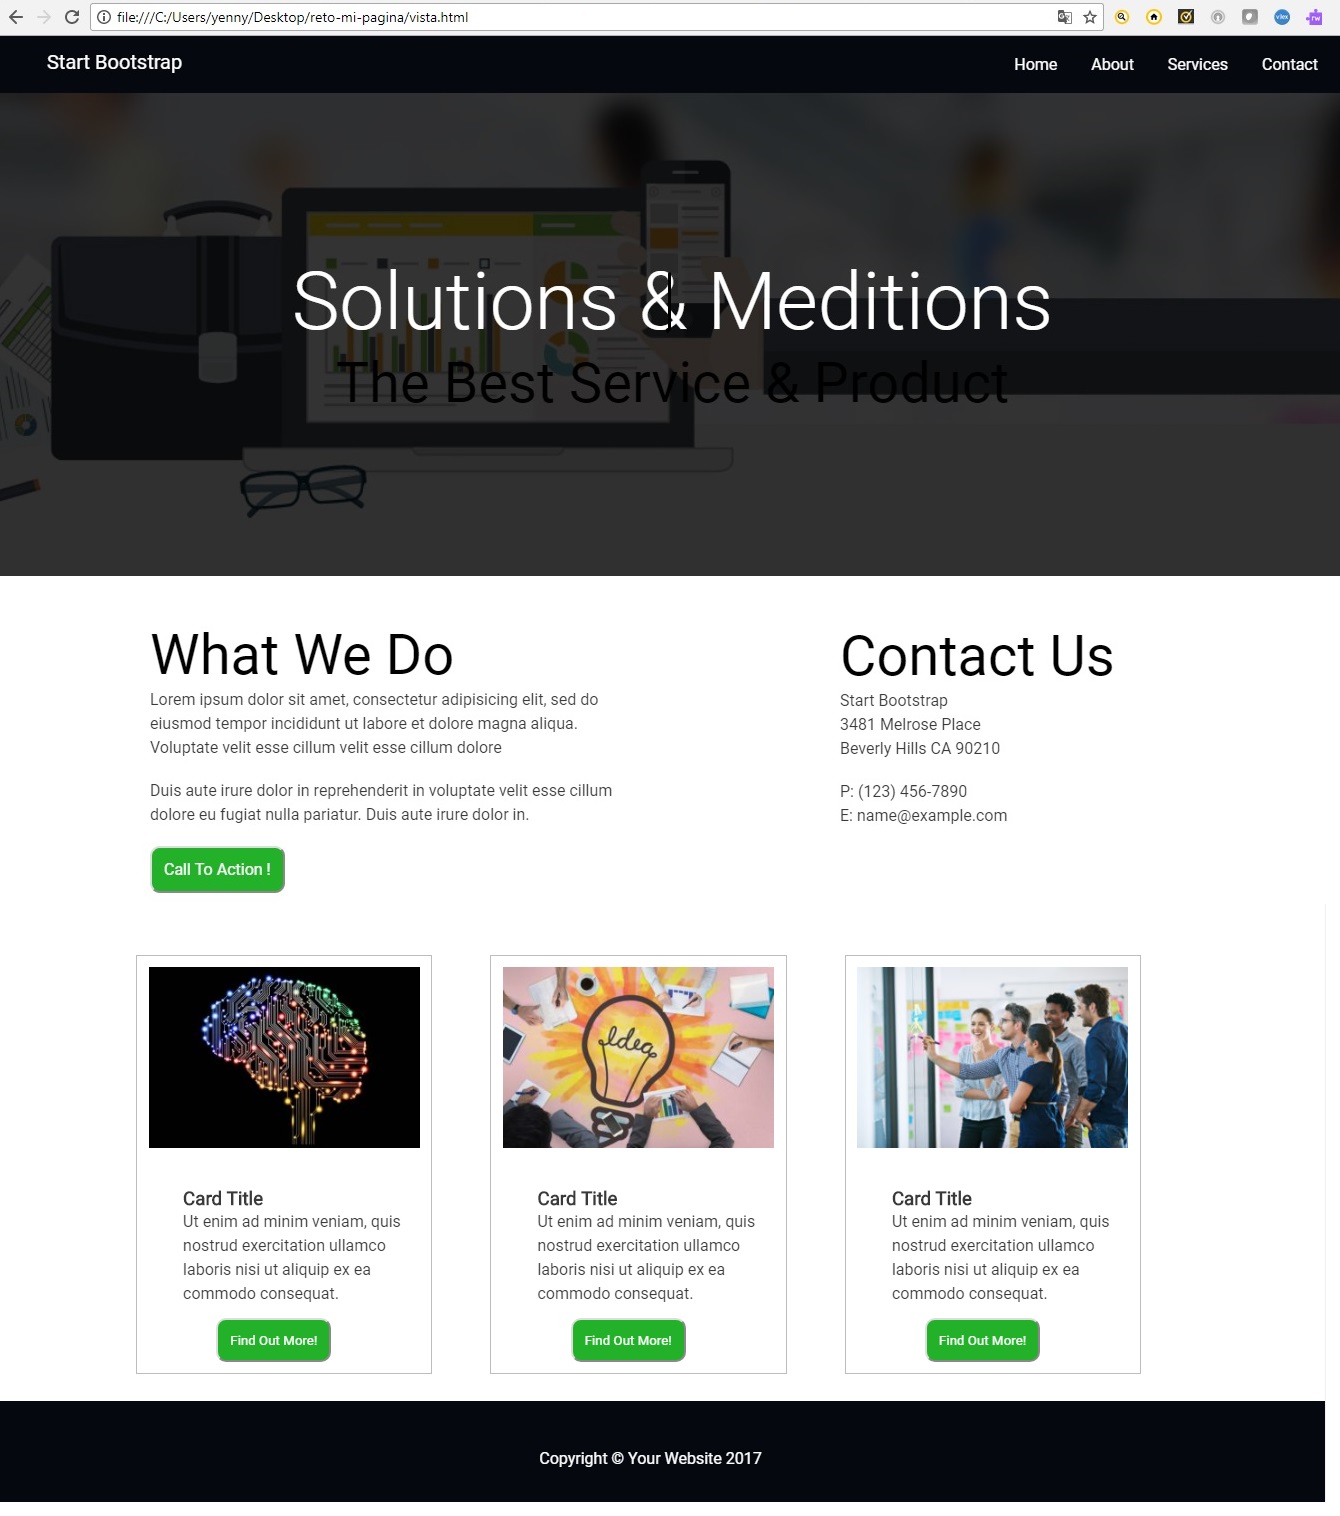 file:///C:/Users/yenny/Desktop/reto-mi-pagina/vista.html
Start Bootstrap
Home About Services Contact
Solutions & Meditions
The Best Service & Product
What We Do
Lorem ipsum dolor sit amet, consectetur adipisicing elit, sed do
eiusmod tempor incididunt ut labore et dolore magna aliqua.
Voluptate velit esse cillum velit esse cillum dolore
Duis aute irure dolor in reprehenderit in voluptate velit esse cillum
dolore eu fugiat nulla pariatur. Duis aute irure dolor in.
Call To Action !
Contact Us
Start Bootstrap
3481 Melrose Place
Beverly Hills CA 90210
P: (123) 456-7890
E: name@example.com
Idea
Card Title
Ut enim ad minim veniam, quis
nostrud exercitation ullamco
laboris nisi ut aliquip ex ea
commodo consequat.
Find Out More!
Card Title
Ut enim ad minim veniam, quis
nostrud exercitation ullamco
laboris nisi ut aliquip ex ea
commodo consequat.
Find Out More!
Card Title
Ut enim ad minim veniam, quis
nostrud exercitation ullamco
laboris nisi ut aliquip ex ea
commodo consequat.
Find Out More!
Copyright © Your Website 2017